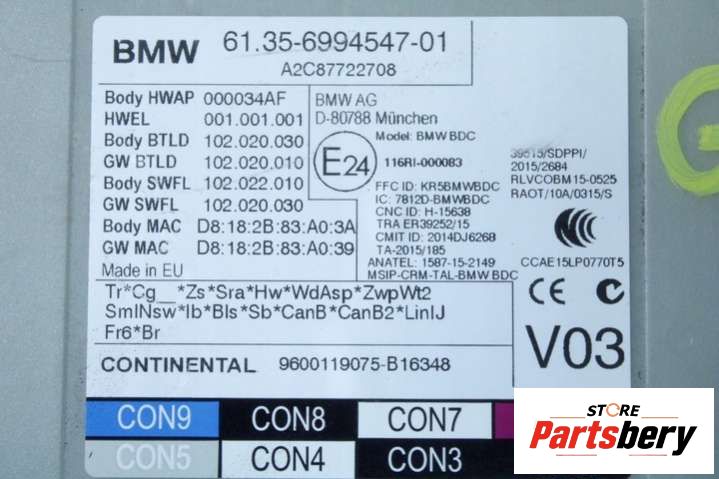 BMW 61.35-6994547-01
A2C87722708
Body HWAP 000034AF
HWEL 001.001.001
Body BTLD 102.020.030
GW BTLD 102.020.010
Body SWFL 102.022.010
GW SWFL 102.020.030
Body MAC D8:18:2B:83:A0:3A
GW MAC D8:18:2B:83:A0:39
Made in EU
BMW AG
D-80788 München
Model: BMW BDC
E24
116RI-000083
FFC ID: KR5BMWBDC
IC: 7812D-BMWBDC
CNC ID: H-15638
TRA ER39252/15
CMIT ID: 2014DJ6268
TA-2015/185
ANATEL: 1587-15-2149
MSIP-CRM-TAL-BMW BDC
39515/SDPPI/
2015/2684
RLVCOBM15-0525
RAOT/10A/0315/S
CCAE15LP0770T5
CE
Tr*Cg__*Zs*Sra*Hw*WdAsp*ZwpWt2
SmlNsw*Ib*Bls*Sb*CanB*CanB2*LinIJ
Fr6*Br
V03
CONTINENTAL 9600119075-B16348
CON9 CON8 CON7
CON5 CON4 CON3
STORE
Partsbery